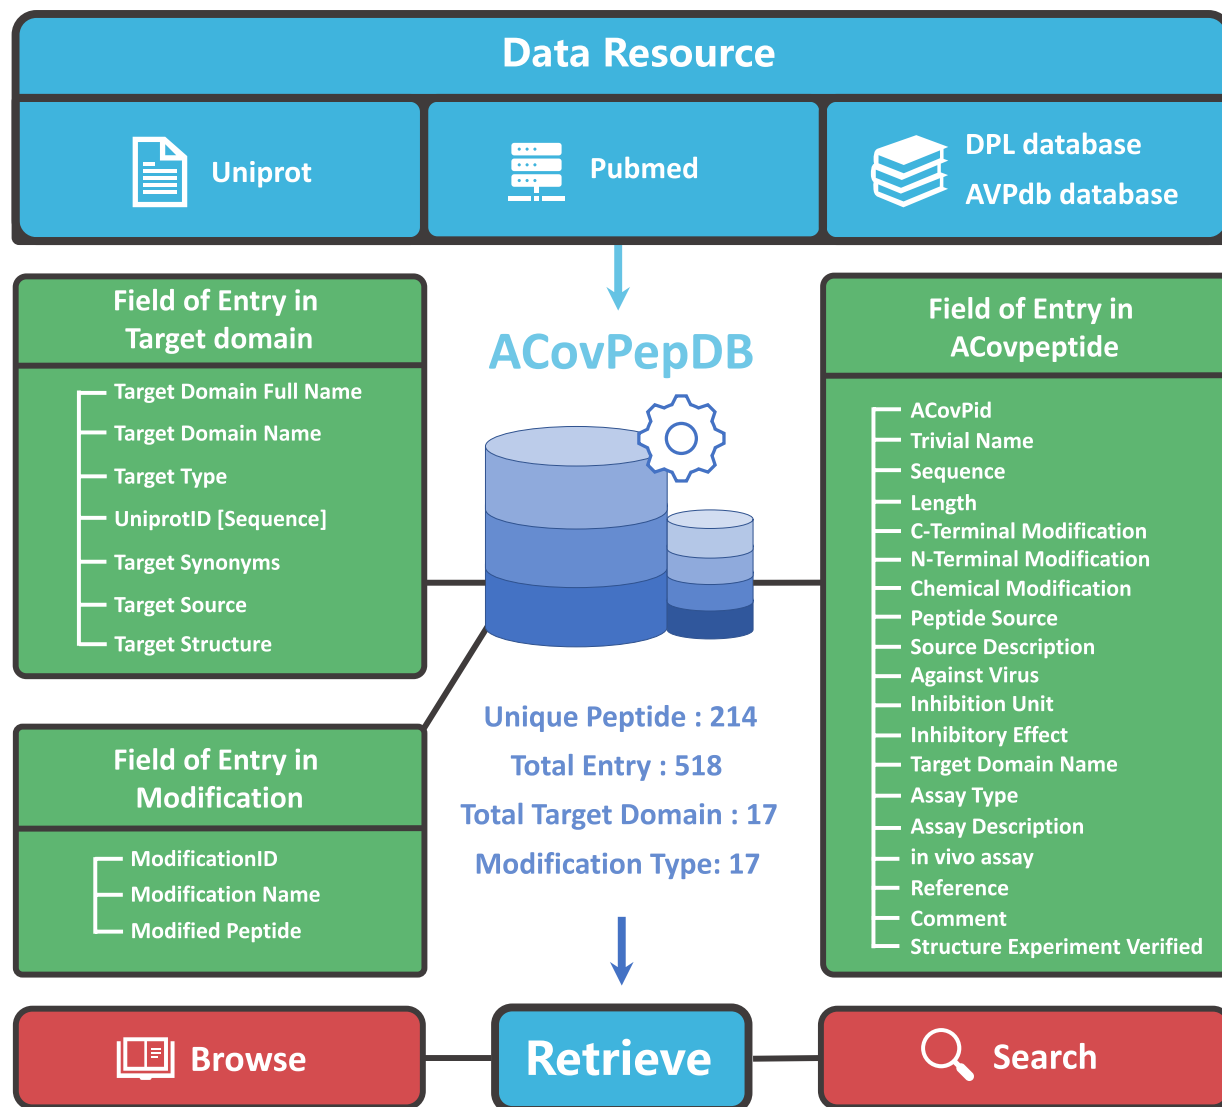 Data Resource
Uniprot
Pubmed
DPL database
AVPdb database
Field of Entry in
Target domain
Target Domain Full Name
Target Domain Name
Target Type
UniprotID [Sequence]
Target Synonyms
Target Source
Target Structure
Field of Entry in
Modification
ModificationID
Modification Name
Modified Peptide
ACovPepDB
Unique Peptide : 214
Total Entry : 518
Total Target Domain : 17
Modification Type: 17
Field of Entry in
ACovpeptide
ACovPid
Trivial Name
Sequence
Length
C-Terminal Modification
N-Terminal Modification
Chemical Modification
Peptide Source
Source Description
Against Virus
Inhibition Unit
Inhibitory Effect
Target Domain Name
Assay Type
Assay Description
in vivo assay
Reference
Comment
Structure Experiment Verified
Browse
Retrieve
Search